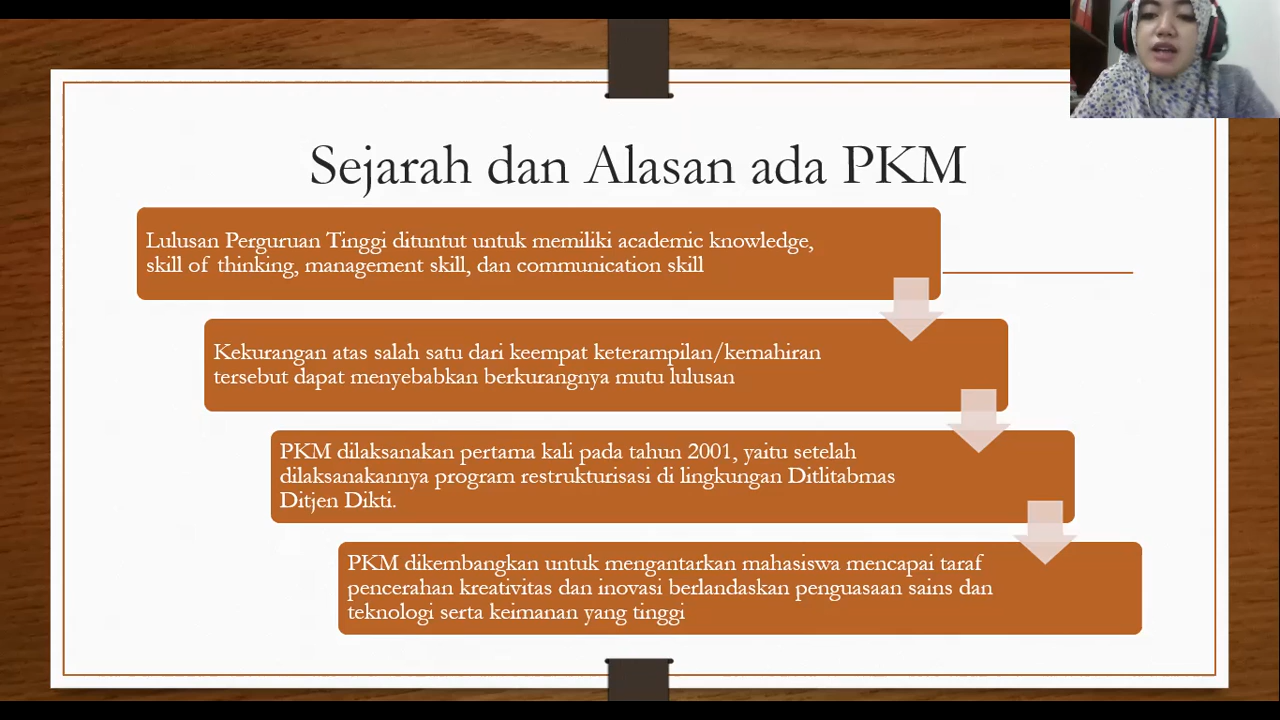 Sejarah dan Alasan ada PKM
Lulusan Perguruan Tinggi dituntut untuk memiliki academic knowledge,
skill of thinking, management skill, dan communication skill
Kekurangan atas salah satu dari keempat keterampilan/kemahiran
tersebut dapat menyebabkan berkurangnya mutu lulusan
PKM dilaksanakan pertama kali pada tahun 2001, yaitu setelah
dilaksanakannya program restrukturisasi di lingkungan Ditlitabmas
Ditjen Dikti.
PKM dikembangkan untuk mengantarkan mahasiswa mencapai taraf
pencerahan kreativitas dan inovasi berlandaskan penguasaan sains dan
teknologi serta keimanan yang tinggi